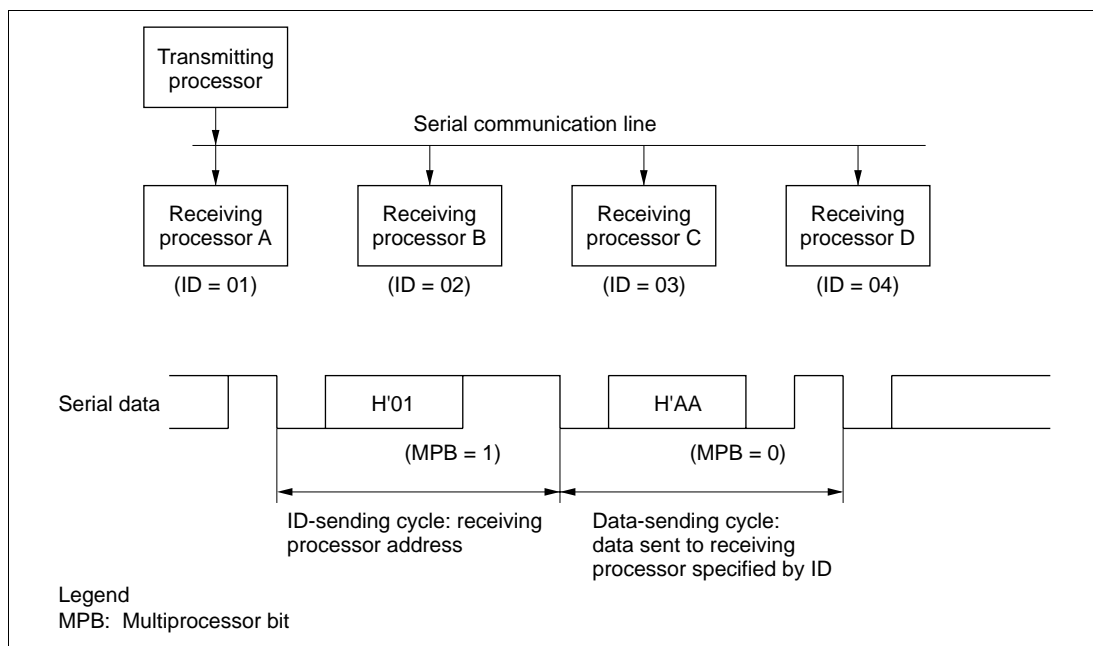 Transmitting
processor
Serial communication line
Receiving
processor A
Receiving
processor B
Receiving
processor C
Receiving
processor D
(ID = 01)
(ID = 02)
(ID = 03)
(ID = 04)
Serial data
H'01
H'AA
(MPB = 1)
(MPB = 0)
ID-sending cycle: receiving
processor address
Data-sending cycle:
data sent to receiving
processor specified by ID
Legend
MPB: Multiprocessor bit